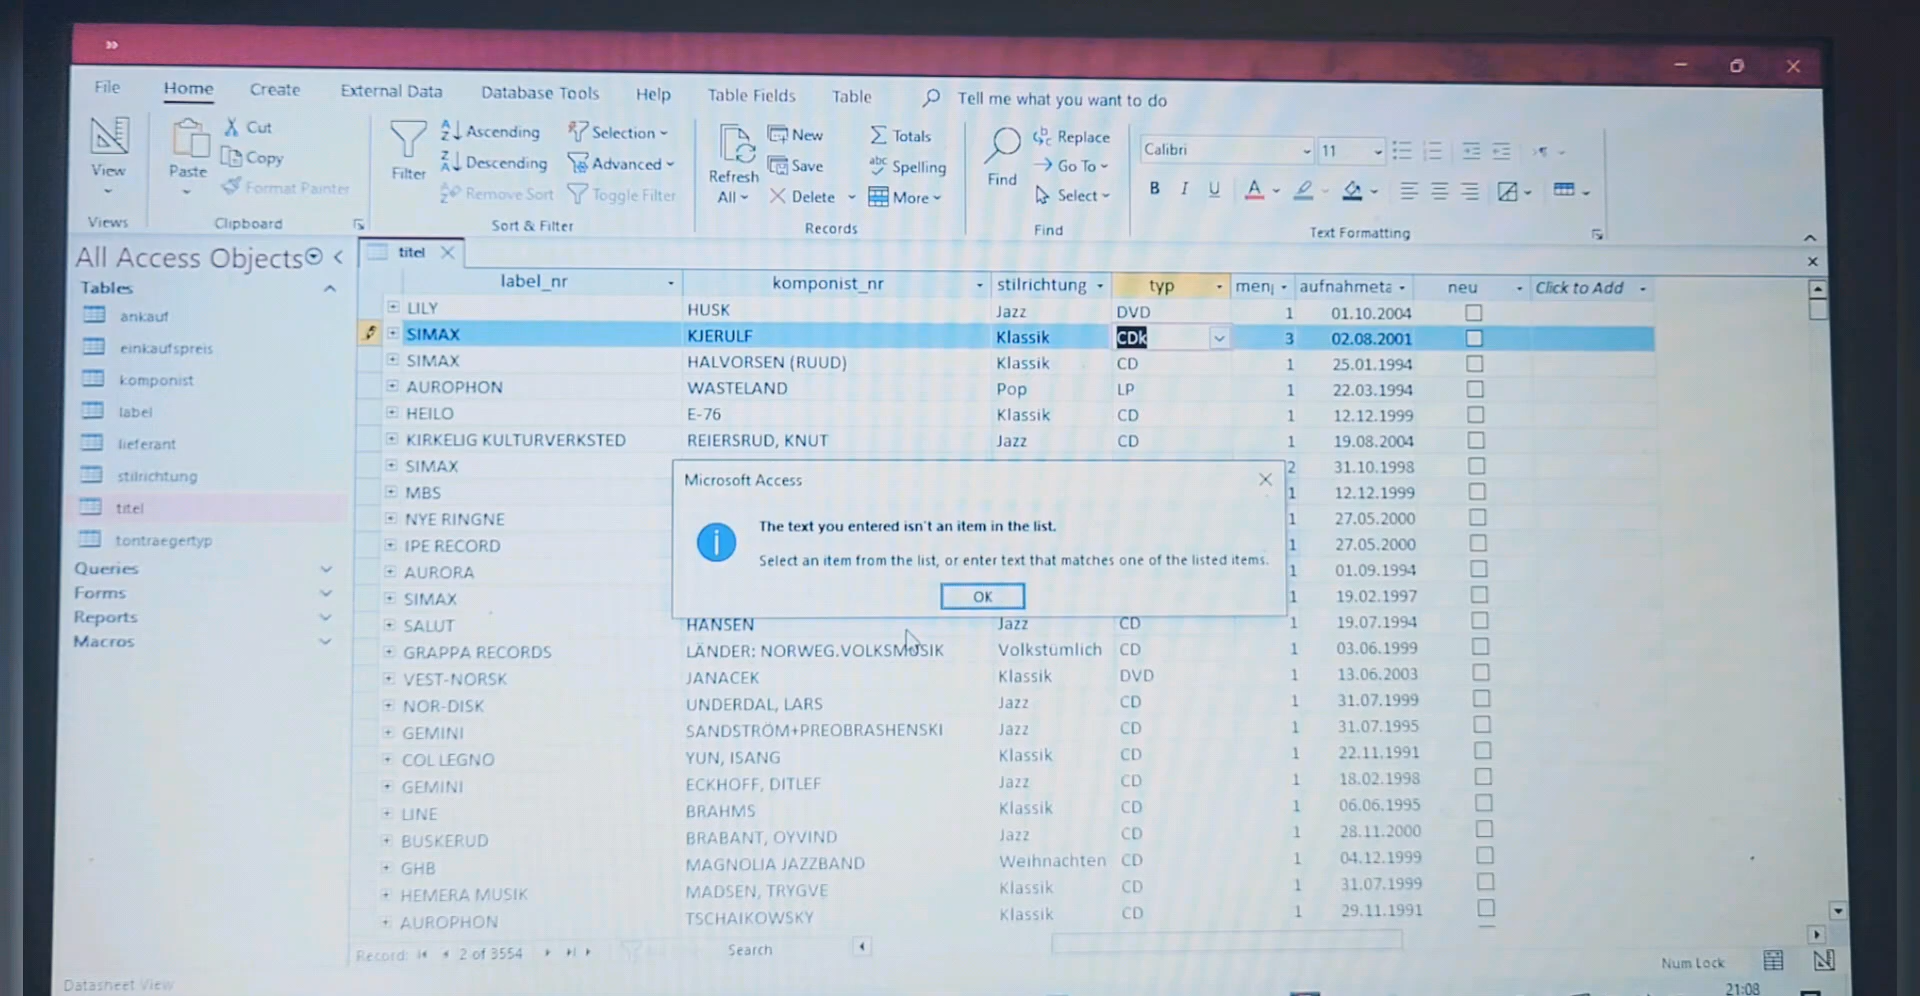 File Home Create External Data Database Tools Help Table Fields Table Tell me what you want to do
View
Views
Paste
Cut
Copy
Format Painter
Clipboard
Filter
Ascending
Descending
Remove Sort
Selection
Advanced
Toggle Filter
Sort & Filter
Refresh
All
New
Save
Delete
Totals
Spelling
More
Records
Find
Replace
Go To
Select
Find
Calibri 11
B I U A
Text Formatting
All Access Objects
Tables
ankauf
einkaufspreis
komponist
label
lieferant
stilrichtung
titel
tontraegertyp
Queries
Forms
Reports
Macros
titel
label_nr komponist_nr stilrichtung typ menj aufnahmeta neu Click to Add
LILY HUSK Jazz DVD 1 01.10.2004
SIMAX KJERULF Klassik CDk 3 02.08.2001
SIMAX HALVORSEN (RUUD) Klassik CD 1 25.01.1994
AUROPHON WASTELAND Pop LP 1 22.03.1994
HEILO E-76 Klassik CD 1 12.12.1999
KIRKELIG KULTURVERKSTED REIERSRUD, KNUT Jazz CD 1 19.08.2004
SIMAX 2 31.10.1998
MBS 1 12.12.1999
NYE RINGNE 1 27.05.2000
IPE RECORD 1 27.05.2000
AURORA 1 01.09.1994
SIMAX 1 19.02.1997
SALUT HANSEN Jazz CD 1 19.07.1994
GRAPPA RECORDS LÄNDER: NORWEG.VOLKSMUSIK Volkstümlich CD 1 03.06.1999
VEST-NORSK JANACEK Klassik DVD 1 13.06.2003
NOR-DISK UNDERDAL, LARS Jazz CD 1 31.07.1999
GEMINI SANDSTRÖM+PREOBRASHENSKI Jazz CD 1 31.07.1995
COL LEGNO YUN, ISANG Klassik CD 1 22.11.1991
GEMINI ECKHOFF, DITLEF Jazz CD 1 18.02.1998
LINE BRAHMS Klassik CD 1 06.06.1995
BUSKERUD BRABANT, OYVIND Jazz CD 1 28.11.2000
GHB MAGNOLIA JAZZBAND Weihnachten CD 1 04.12.1999
HEMERA MUSIK MADSEN, TRYGVE Klassik CD 1 31.07.1999
AUROPHON TSCHAIKOWSKY Klassik CD 1 29.11.1991
Microsoft Access
The text you entered isn't an item in the list.
Select an item from the list, or enter text that matches one of the listed items.
OK
Record: 2 of 3554 Search
Datasheet View Num Lock
21:08